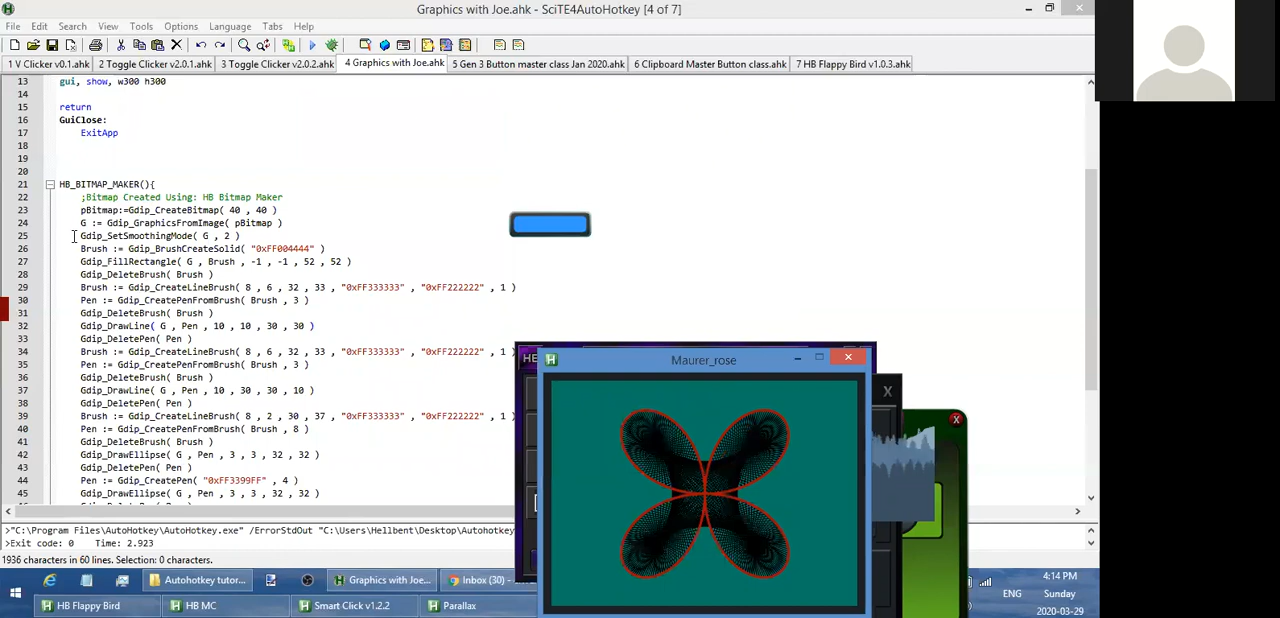 Graphics with Joe.ahk - SciTE4AutoHotkey [4 of 7]
File Edit Search View Tools Options Language Tabs Help
1 V Clicker v0.1.ahk 2 Toggle Clicker v2.0.1.ahk 3 Toggle Clicker v2.0.2.ahk 4 Graphics with Joe.ahk 5 Gen 3 Button master class Jan 2020.ahk 6 Clipboard Master Button class.ahk 7 HB Flappy Bird v1.0.3.ahk
13 gui, show, w300 h300
14
15 return
16 GuiClose:
17 ExitApp
18
19
20
21 HB_BITMAP_MAKER(){
22 ;Bitmap Created Using: HB Bitmap Maker
23 pBitmap:=Gdip_CreateBitmap( 40 , 40 )
24 G := Gdip_GraphicsFromImage( pBitmap )
25 Gdip_SetSmoothingMode( G , 2 )
26 Brush := Gdip_BrushCreateSolid( "0xFF004444" )
27 Gdip_FillRectangle( G , Brush , -1 , -1 , 52 , 52 )
28 Gdip_DeleteBrush( Brush )
29 Brush := Gdip_CreateLineBrush( 8 , 6 , 32 , 33 , "0xFF333333" , "0xFF222222" , 1 )
30 Pen := Gdip_CreatePenFromBrush( Brush , 3 )
31 Gdip_DeleteBrush( Brush )
32 Gdip_DrawLine( G , Pen , 10 , 10 , 30 , 30 )
33 Gdip_DeletePen( Pen )
34 Brush := Gdip_CreateLineBrush( 8 , 6 , 32 , 33 , "0xFF333333" , "0xFF222222" , 1 )
35 Pen := Gdip_CreatePenFromBrush( Brush , 3 )
36 Gdip_DeleteBrush( Brush )
37 Gdip_DrawLine( G , Pen , 10 , 30 , 30 , 10 )
38 Gdip_DeletePen( Pen )
39 Brush := Gdip_CreateLineBrush( 8 , 2 , 30 , 37 , "0xFF333333" , "0xFF222222" , 1 )
40 Pen := Gdip_CreatePenFromBrush( Brush , 8 )
41 Gdip_DeleteBrush( Brush )
42 Gdip_DrawEllipse( G , Pen , 3 , 3 , 32 , 32 )
43 Gdip_DeletePen( Pen )
44 Pen := Gdip_CreatePen( "0xFF3399FF" , 4 )
45 Gdip_DrawEllipse( G , Pen , 3 , 3 , 32 , 32 )
HE
H Maurer_rose
X
X
>"C:\Program Files\AutoHotkey\AutoHotkey.exe" /ErrorStdOut "C:\Users\Hellbent\Desktop\Autohotkey
>Exit code: 0 Time: 2.923
1936 characters in 60 lines. Selection: 0 characters.
Autohotkey tutor... Graphics with Joe... Inbox (30) -
HB Flappy Bird HB MC Smart Click v1.2.2 Parallax
ENG
4:14 PM
Sunday
2020-03-29